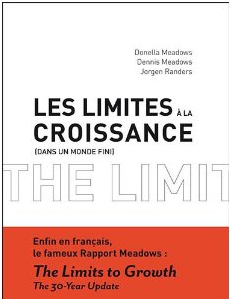 Donella Meadows
Dennis Meadows
Jorgen Randers
LES LIMITES À LA
CROISSANCE
(DANS UN MONDE FINI)
THE LIMIT
Enfin en français,
le fameux Rapport Meadows :
The Limits to Growth
The 30-Year Update